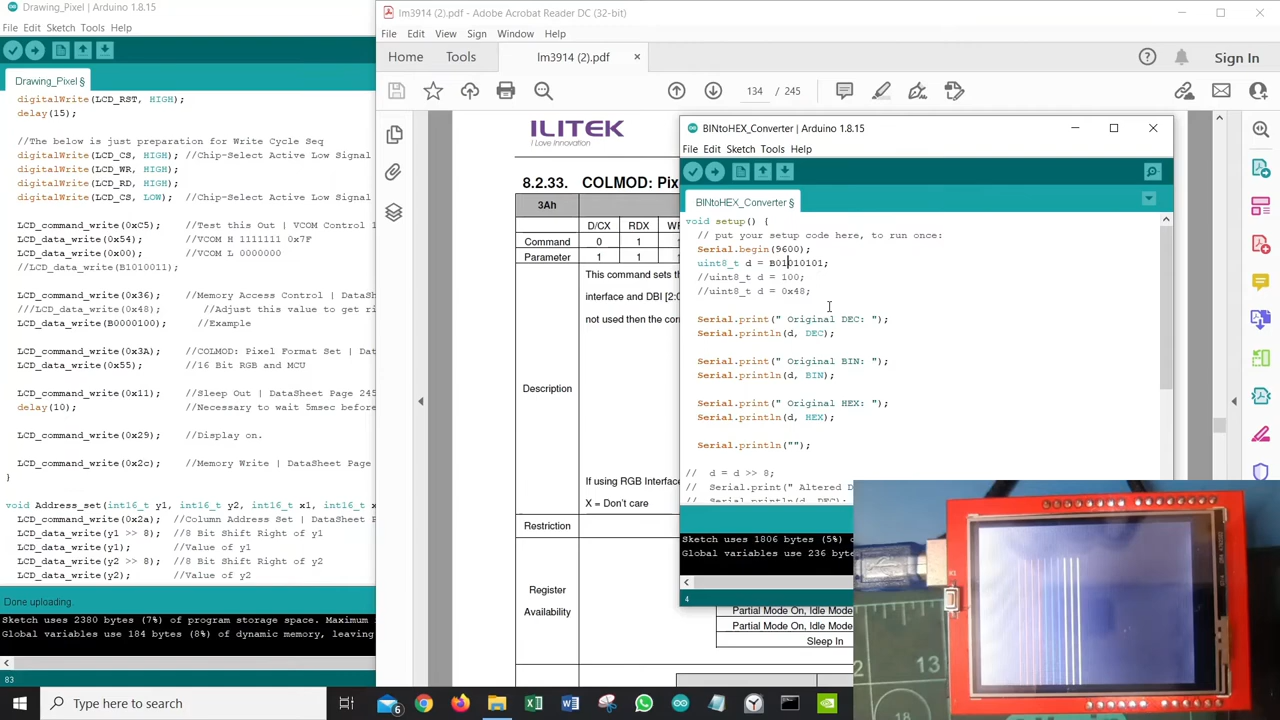 Drawing_Pixel | Arduino 1.8.15
File Edit Sketch Tools Help
Drawing_Pixel §
digitalWrite(LCD_RST, HIGH);
delay(15);
//The below is just preparation for Write Cycle Seq
digitalWrite(LCD_CS, HIGH); //Chip-Select Active Low Signal
digitalWrite(LCD_WR, HIGH);
digitalWrite(LCD_RD, HIGH);
digitalWrite(LCD_CS, LOW); //Chip-Select Active Low Signal
LCD_command_write(0xC5); //Test this Out | VCOM Control 1
LCD_data_write(0x54); //VCOM H 1111111 0x7F
LCD_data_write(0x00); //VCOM L 0000000
//LCD_data_write(B1010011);
LCD_command_write(0x36); //Memory Access Control | DataSh
///LCD_data_write(0x48); //Adjust this value to get ri
LCD_data_write(B0000100); //Example
LCD_command_write(0x3A); //COLMOD: Pixel Format Set | Da
LCD_data_write(0x55); //16 Bit RGB and MCU
LCD_command_write(0x11); //Sleep Out | DataSheet Page 245
delay(10); //Necessary to wait 5msec before
LCD_command_write(0x29); //Display on.
LCD_command_write(0x2c); //Memory Write | DataSheet Page
}
void Address_set(int16_t y1, int16_t y2, int16_t x1, int16_t x
LCD_command_write(0x2a); //Column Address Set | DataSheet
LCD_data_write(y1 >> 8); //8 Bit Shift Right of y1
LCD_data_write(y1); //Value of y1
LCD_data_write(y2 >> 8); //8 Bit Shift Right of y2
LCD_data_write(y2); //Value of y2
Done uploading.
Sketch uses 2380 bytes (7%) of program storage space. Maximum
Global variables use 184 bytes (8%) of dynamic memory, leaving
83
lm3914 (2).pdf - Adobe Acrobat Reader DC (32-bit)
File Edit View Sign Window Help
Home Tools lm3914 (2).pdf ×
Sign In
134 / 245
ILITEK
I Love Innovation
8.2.33. COLMOD: Pix
3Ah
D/CX RDX WR
Command 0 1
Parameter 1 1
This command sets th
interface and DBI [2:0
not used then the corr
Description
If using RGB Interface
X = Don't care
Restriction
Register
Availability
Partial Mode On, Idle Mode
Partial Mode On, Idle Mode
Sleep In
BINtoHEX_Converter | Arduino 1.8.15
File Edit Sketch Tools Help
BINtoHEX_Converter §
void setup() {
// put your setup code here, to run once:
Serial.begin(9600);
uint8_t d = B01010101;
//uint8_t d = 100;
//uint8_t d = 0x48;
Serial.print(" Original DEC: ");
Serial.println(d, DEC);
Serial.print(" Original BIN: ");
Serial.println(d, BIN);
Serial.print(" Original HEX: ");
Serial.println(d, HEX);
Serial.println("");
// d = d >> 8;
// Serial.print(" Altered D
// Serial.println(d, DEC);
Sketch uses 1806 bytes (5%) o
Global variables use 236 byte
4
13
Type here to search
6